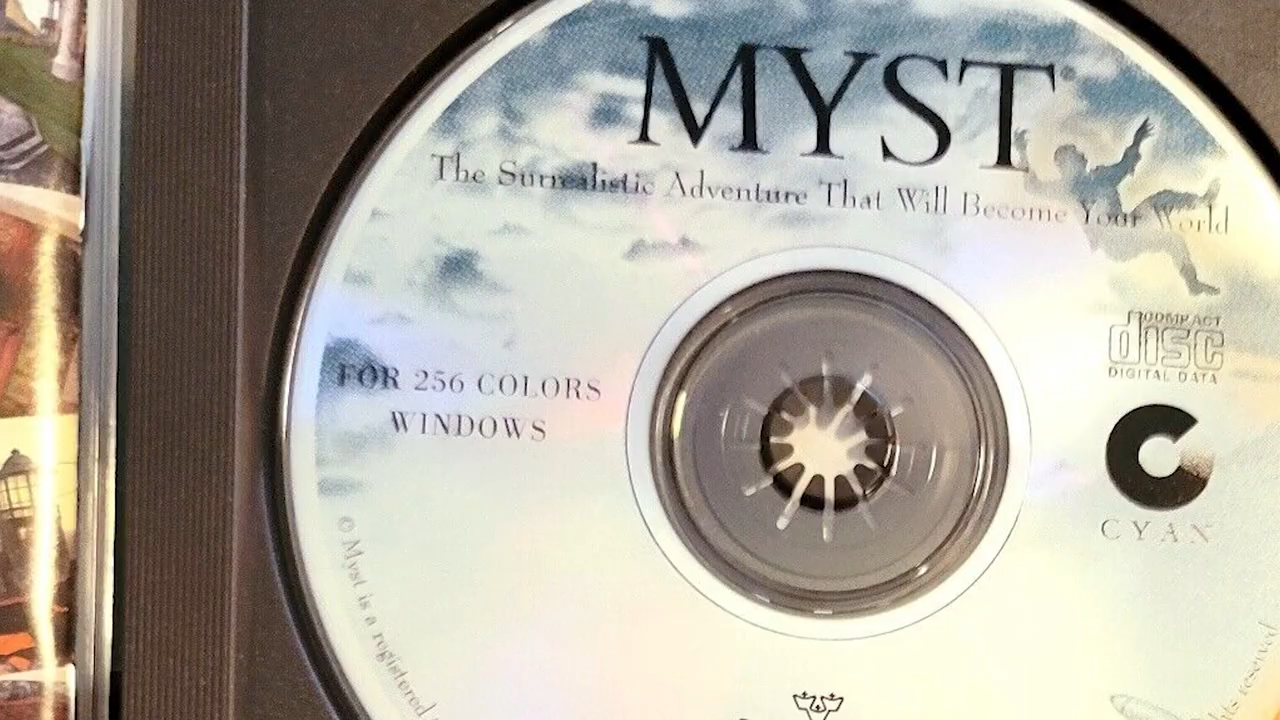 MYST®
The Surrealistic Adventure That Will Become Your World
COMPACT
disc
DIGITAL DATA
FOR 256 COLORS
WINDOWS
CYAN
© Myst is a registered
reserved